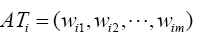 AT_i = (w_{i1}, w_{i2}, ⋯, w_{im})